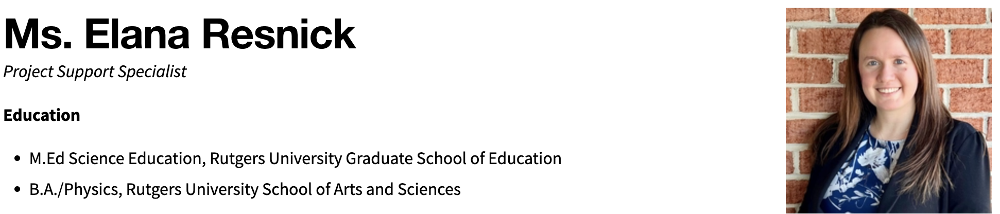 Ms. Elana Resnick
Project Support Specialist
Education
• M.Ed Science Education, Rutgers University Graduate School of Education
• B.A./Physics, Rutgers University School of Arts and Sciences